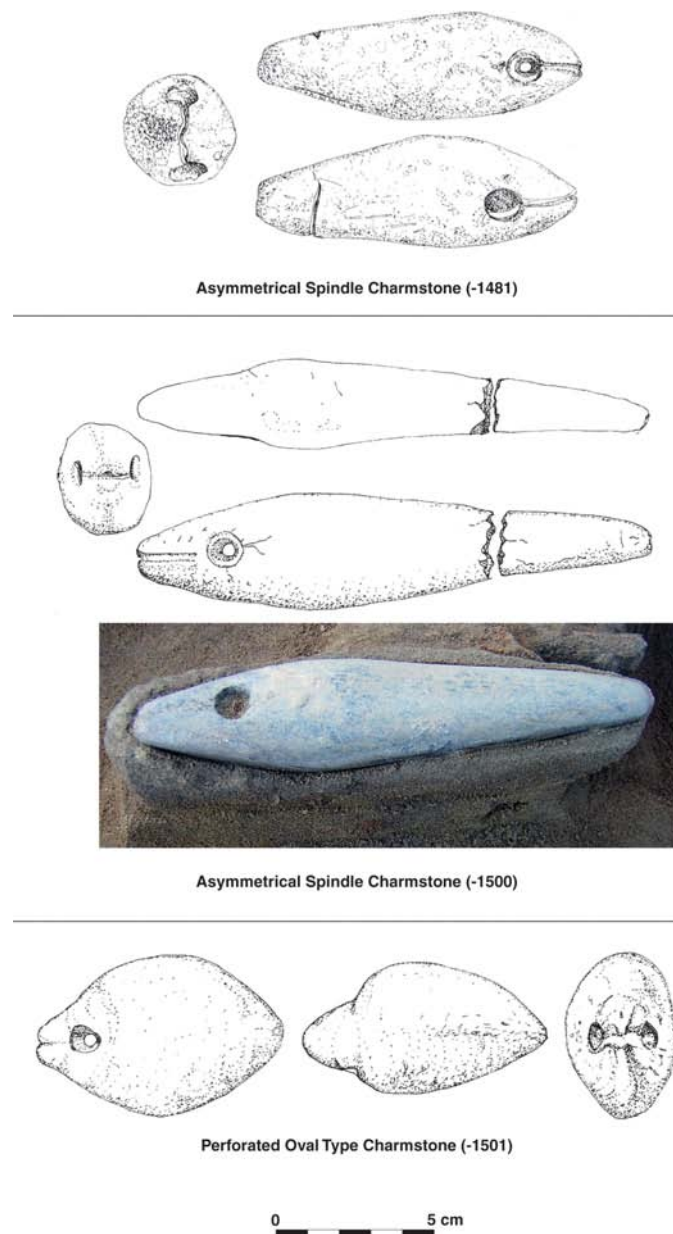 Asymmetrical Spindle Charmstone (-1481)
Asymmetrical Spindle Charmstone (-1500)
Perforated Oval Type Charmstone (-1501)
0 5 cm